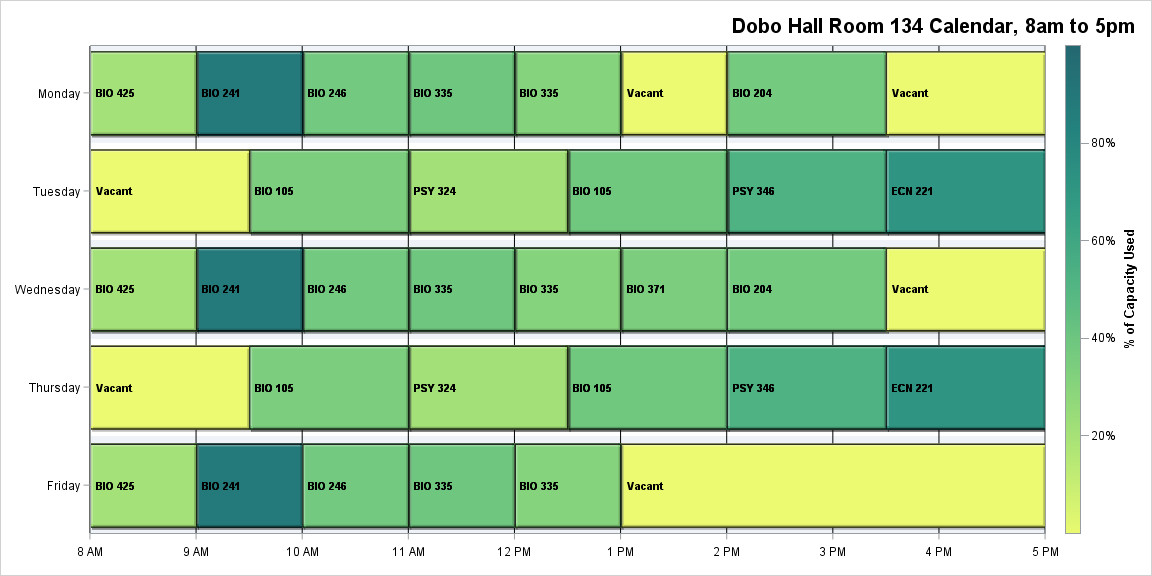 Dobo Hall Room 134 Calendar, 8am to 5pm
Monday
BIO 425
BIO 241
BIO 246
BIO 335
BIO 335
Vacant
BIO 204
Vacant
Tuesday
Vacant
BIO 105
PSY 324
BIO 105
PSY 346
ECN 221
Wednesday
BIO 425
BIO 241
BIO 246
BIO 335
BIO 335
BIO 371
BIO 204
Vacant
Thursday
Vacant
BIO 105
PSY 324
BIO 105
PSY 346
ECN 221
Friday
BIO 425
BIO 241
BIO 246
BIO 335
BIO 335
Vacant
8 AM
9 AM
10 AM
11 AM
12 PM
1 PM
2 PM
3 PM
4 PM
5 PM
80%
60%
40%
20%
% of Capacity Used